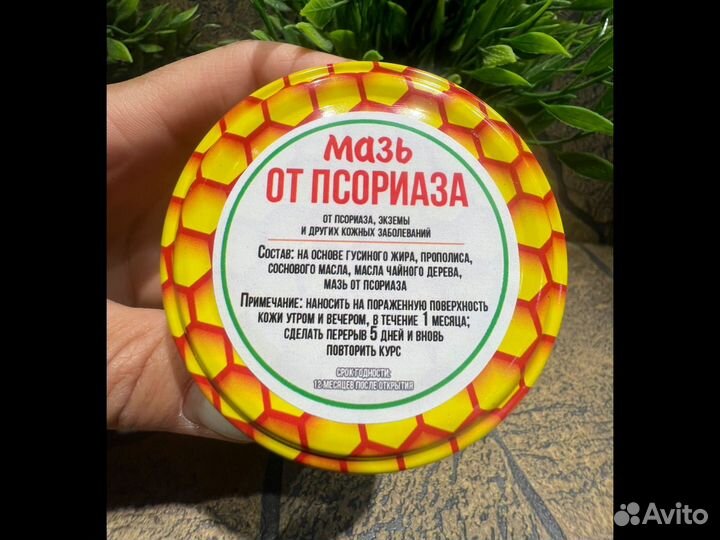 Мазь
ОТ ПСОРИАЗА
ОТ ПСОРИАЗА, ЭКЗЕМЫ
И ДРУГИХ КОЖНЫХ ЗАБОЛЕВАНИЙ
СОСТАВ: НА ОСНОВЕ ГУСИНОГО ЖИРА, ПРОПОЛИСА,
СОСНОВОГО МАСЛА, МАСЛА ЧАЙНОГО ДЕРЕВА,
МАЗЬ ОТ ПСОРИАЗА
ПРИМЕЧАНИЕ: НАНОСИТЬ НА ПОРАЖЕННУЮ ПОВЕРХНОСТЬ
КОЖИ УТРОМ И ВЕЧЕРОМ, В ТЕЧЕНИЕ 1 МЕСЯЦА;
СДЕЛАТЬ ПЕРЕРЫВ 5 ДНЕЙ И ВНОВЬ
ПОВТОРИТЬ КУРС
СРОК ГОДНОСТИ:
12 МЕСЯЦЕВ ПОСЛЕ ОТКРЫТИЯ
Avito